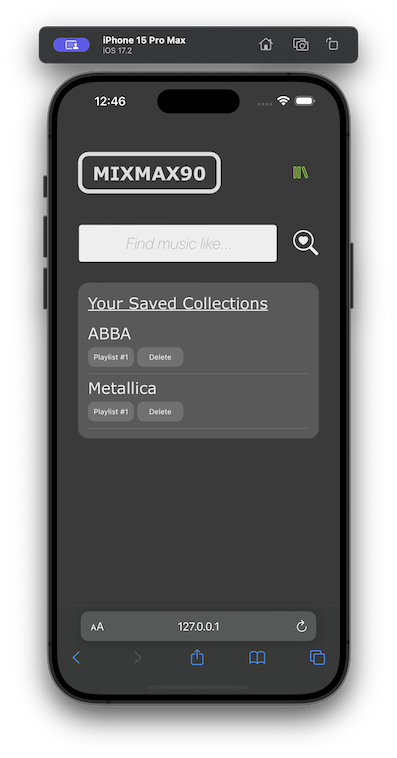 iPhone 15 Pro Max
iOS 17.2
12:46
MIXMAX90
Find music like...
Your Saved Collections
ABBA
Playlist #1 Delete
Metallica
Playlist #1 Delete
AA 127.0.0.1